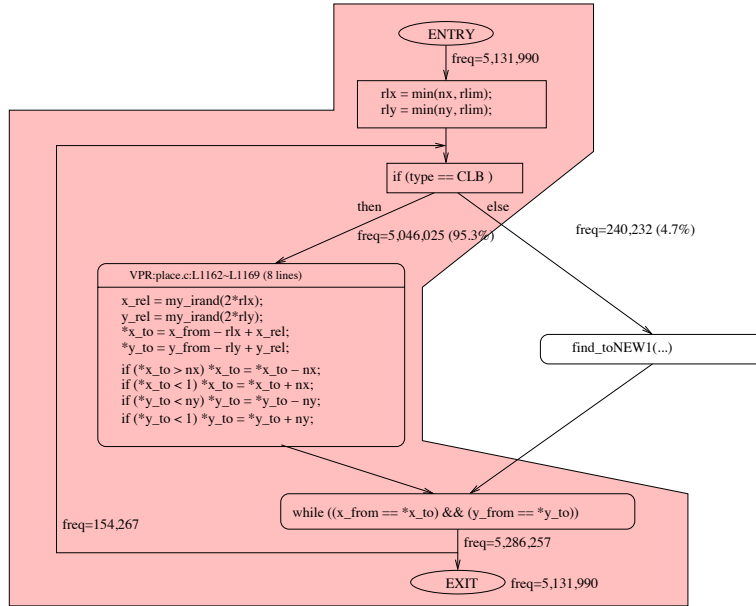 ENTRY
freq=5,131,990
rlx = min(nx, rlim);
rly = min(ny, rlim);
if (type == CLB )
then
else
freq=5,046,025 (95.3%)
freq=240,232 (4.7%)
VPR:place.c:L1162~L1169 (8 lines)
x_rel = my_irand(2*rlx);
y_rel = my_irand(2*rly);
*x_to = x_from − rlx + x_rel;
*y_to = y_from − rly + y_rel;
if (*x_to > nx) *x_to = *x_to − nx;
if (*x_to < 1) *x_to = *x_to + nx;
if (*y_to < ny) *y_to = *y_to − ny;
if (*y_to < 1) *y_to = *y_to + ny;
find_toNEW1(...)
while ((x_from == *x_to) && (y_from == *y_to))
freq=154,267
freq=5,286,257
EXIT
freq=5,131,990